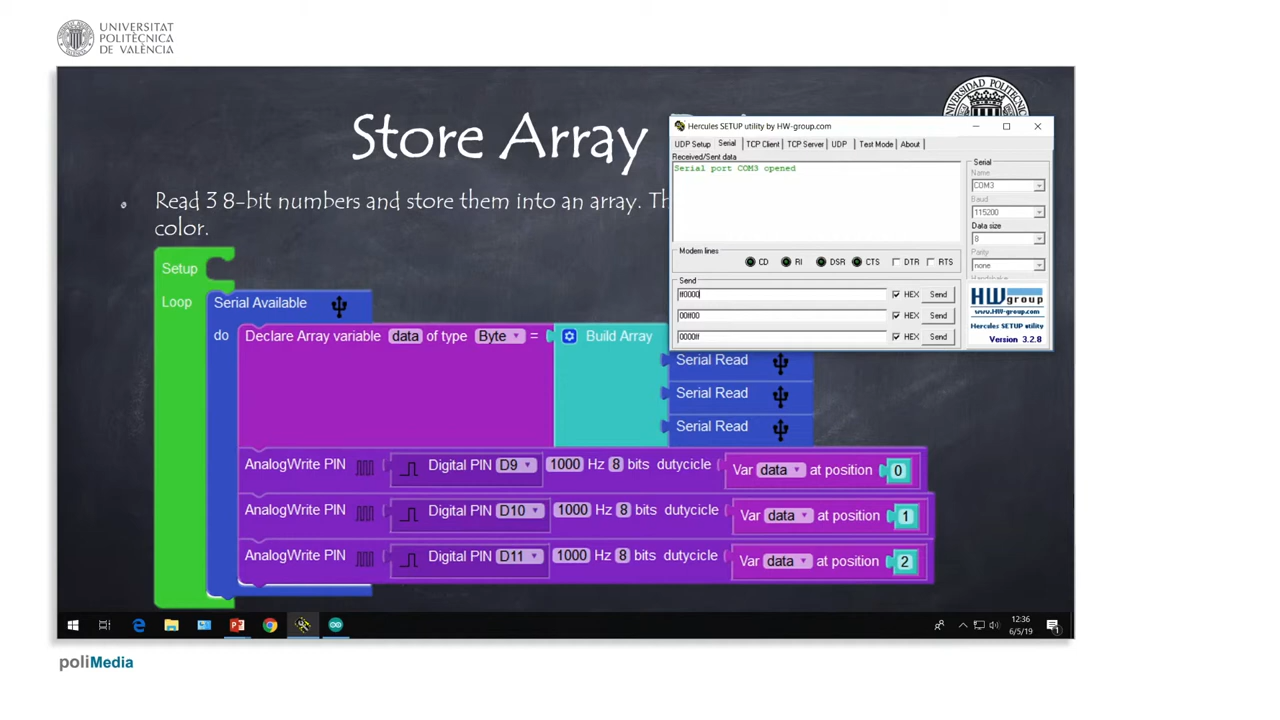 UNIVERSITAT
POLITÈCNICA
DE VALÈNCIA
Store Array
Read 3 8-bit numbers and store them into an array.
color.
Setup
Loop
Serial Available
do
Declare Array variable data of type Byte =
Build Array
Serial Read
Serial Read
Serial Read
AnalogWrite PIN Digital PIN D9 1000 Hz 8 bits dutycicle Var data at position 0
AnalogWrite PIN Digital PIN D10 1000 Hz 8 bits dutycicle Var data at position 1
AnalogWrite PIN Digital PIN D11 1000 Hz 8 bits dutycicle Var data at position 2
Hercules SETUP utility by HW-group.com
UDP Setup Serial TCP Client TCP Server UDP Test Mode About
Received/Sent data
Serial port COM3 opened
Serial
Name
COM3
Baud
115200
Data size
8
Parity
none
Modem lines
CD RI DSR CTS DTR RTS
Send
ff0000 HEX Send
00ff00 HEX Send
0000ff HEX Send
HWgroup
www.HW-group.com
Hercules SETUP utility
Version 3.2.8
12:36
6/5/19
poliMedia